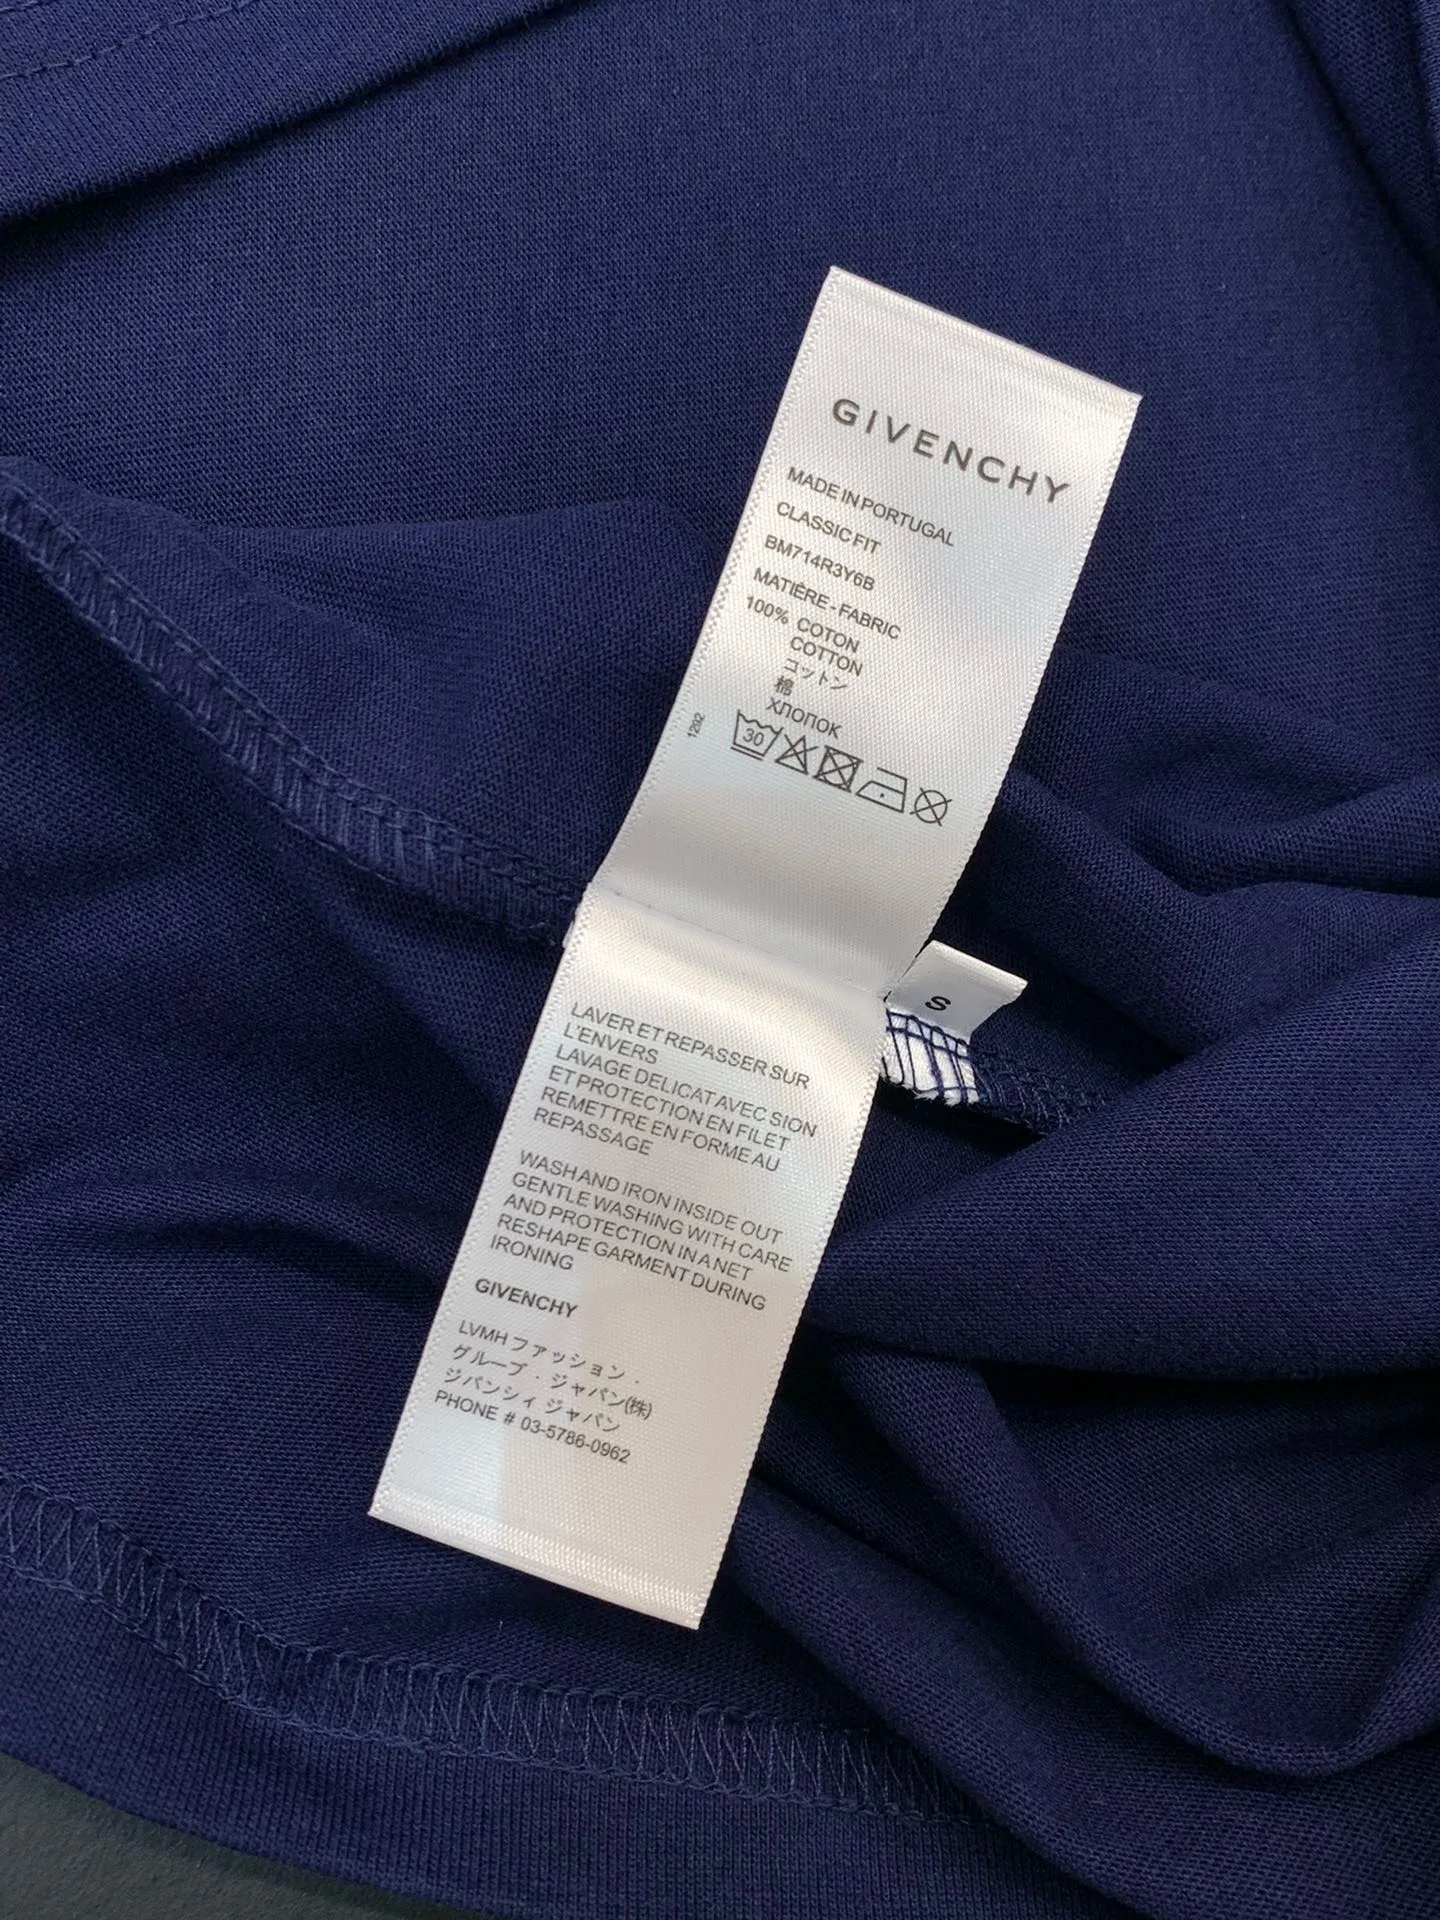 GIVENCHY
MADE IN PORTUGAL
CLASSIC FIT
BM714R3Y6B
MATIÈRE - FABRIC
100% COTON
COTTON
コットン
棉
ХЛОПОК
1202
30
S
LAVER ET REPASSER SUR
L'ENVERS
LAVAGE DELICAT AVEC SION
ET PROTECTION EN FILET
REMETTRE EN FORME AU
REPASSAGE
WASH AND IRON INSIDE OUT
GENTLE WASHING WITH CARE
AND PROTECTION IN A NET
RESHAPE GARMENT DURING
IRONING
GIVENCHY
LVMH ファッション・
グループ・ジャパン(株)
ジバンシィ ジャパン
PHONE # 03-5786-0962